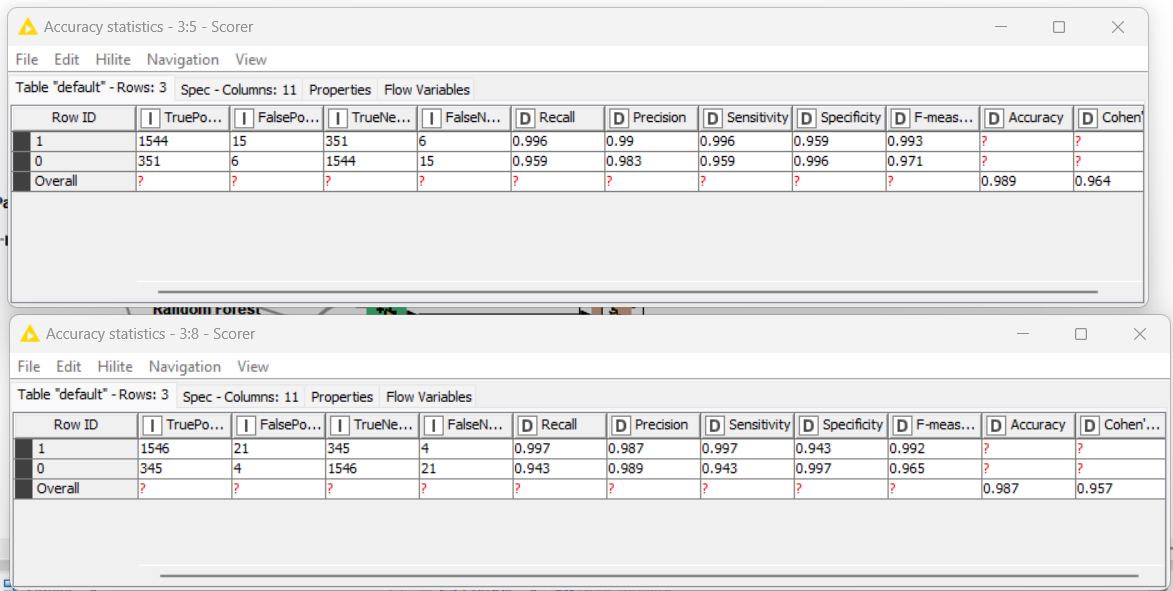 Accuracy statistics - 3:5 - Scorer
File Edit Hilite Navigation View
Table "default" - Rows: 3 Spec - Columns: 11 Properties Flow Variables
Row ID I TruePo... I FalsePo... I TrueNe... I FalseN... D Recall D Precision D Sensitivity D Specificity D F-meas... D Accuracy D Cohen'
1 1544 15 351 6 0.996 0.99 0.996 0.959 0.993 ? ?
0 351 6 1544 15 0.959 0.983 0.959 0.996 0.971 ? ?
Overall ? ? ? ? ? ? ? ? ? 0.989 0.964
Random Forest
Accuracy statistics - 3:8 - Scorer
File Edit Hilite Navigation View
Table "default" - Rows: 3 Spec - Columns: 11 Properties Flow Variables
Row ID I TruePo... I FalsePo... I TrueNe... I FalseN... D Recall D Precision D Sensitivity D Specificity D F-meas... D Accuracy D Cohen'...
1 1546 21 345 4 0.997 0.987 0.997 0.943 0.992 ? ?
0 345 4 1546 21 0.943 0.989 0.943 0.997 0.965 ? ?
Overall ? ? ? ? ? ? ? ? ? 0.987 0.957